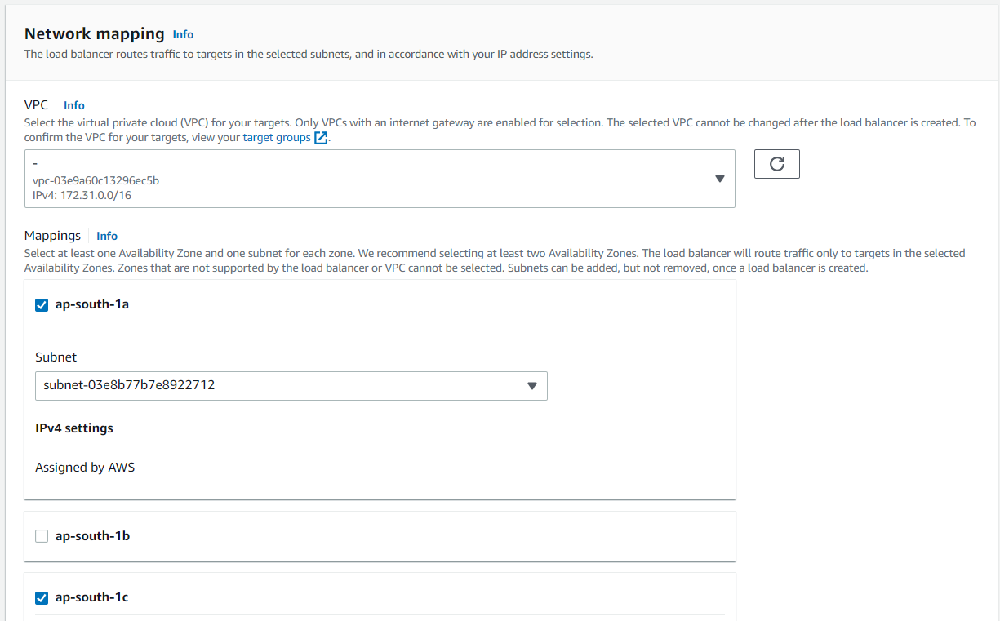 Network mapping Info
The load balancer routes traffic to targets in the selected subnets, and in accordance with your IP address settings.
VPC Info
Select the virtual private cloud (VPC) for your targets. Only VPCs with an internet gateway are enabled for selection. The selected VPC cannot be changed after the load balancer is created. To
confirm the VPC for your targets, view your target groups.
-
vpc-03e9a60c13296ec5b
IPv4: 172.31.0.0/16
Mappings Info
Select at least one Availability Zone and one subnet for each zone. We recommend selecting at least two Availability Zones. The load balancer will route traffic only to targets in the selected
Availability Zones. Zones that are not supported by the load balancer or VPC cannot be selected. Subnets can be added, but not removed, once a load balancer is created.
ap-south-1a
Subnet
subnet-03e8b77b7e8922712
IPv4 settings
Assigned by AWS
ap-south-1b
ap-south-1c